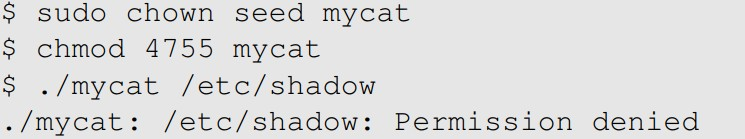 $ sudo chown seed mycat
$ chmod 4755 mycat
$ ./mycat /etc/shadow
./mycat: /etc/shadow: Permission denied